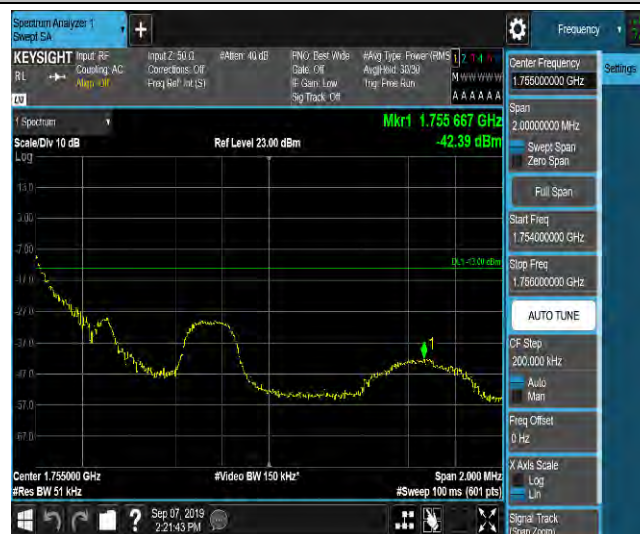 Spectrum Analyzer 1
Swept SA
+
Frequency
KEYSIGHT
RL
Input: RF
Coupling: AC
Align: Off
Input Z: 50 Ω
Corrections: Off
Freq Ref: Int (S)
#Atten: 40 dB
PNO: Best Wide
Gate: Off
IF Gain: Low
Sig Track: Off
#Avg Type: Power (RMS
Avg|Hold: 30/30
Trig: Free Run
M W W W W W
A A A A A A
LXI
1 Spectrum
Scale/Div 10 dB
Ref Level 23.00 dBm
Mkr1 1.755 667 GHz
-42.39 dBm
Log
13.0
3.00
-7.00
DL1 -13.00 dBm
-17.0
-27.0
-37.0
-47.0
-57.0
-67.0
1
Center 1.755000 GHz
#Res BW 51 kHz
#Video BW 150 kHz*
Span 2.000 MHz
#Sweep 100 ms (601 pts)
?
Sep 07, 2019
2:21:43 PM
Center Frequency
1.755000000 GHz
Settings
Span
2.00000000 MHz
Swept Span
Zero Span
Full Span
Start Freq
1.754000000 GHz
Stop Freq
1.756000000 GHz
AUTO TUNE
CF Step
200.000 kHz
Auto
Man
Freq Offset
0 Hz
X Axis Scale
Log
Lin
Signal Track
(Span Zoom)